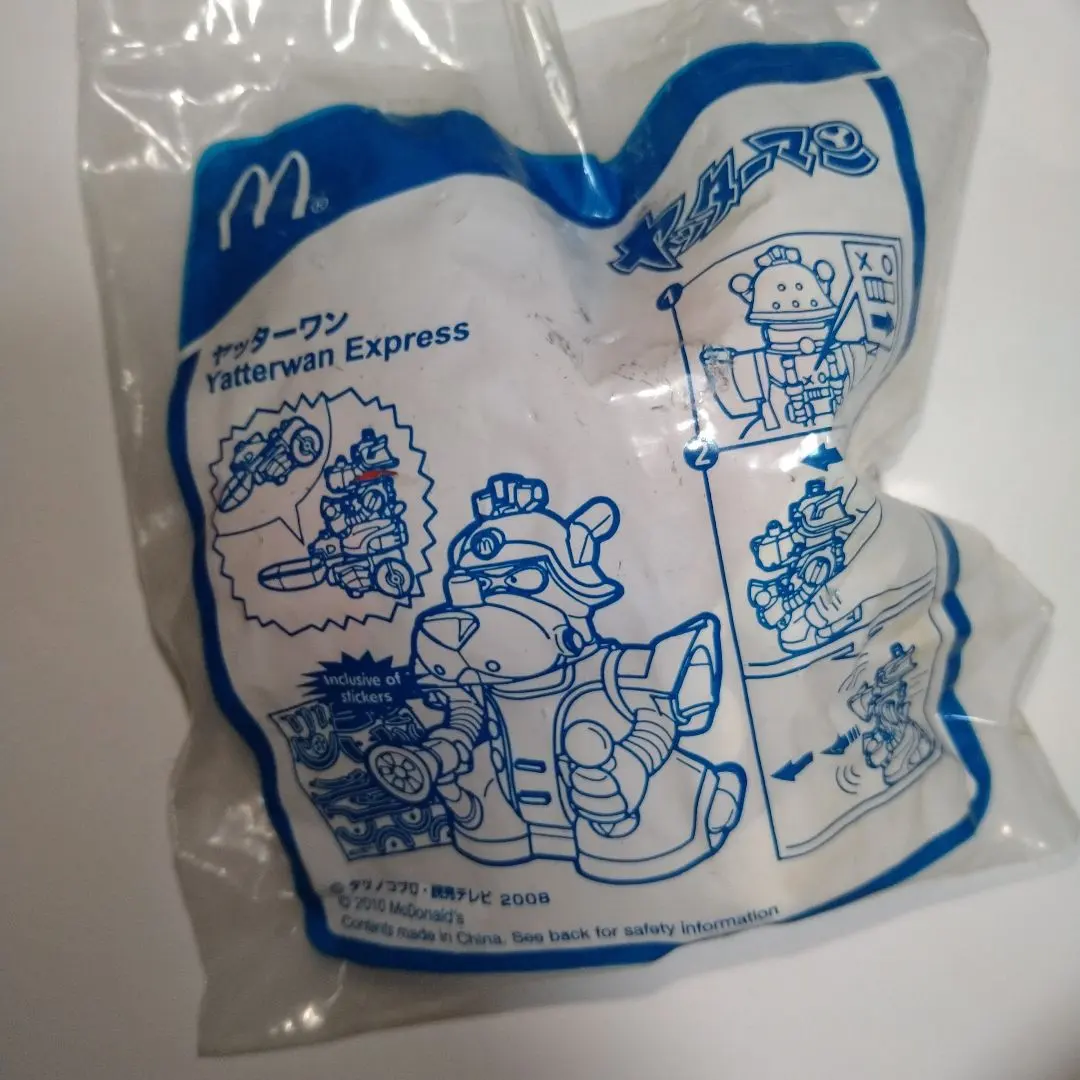 M®
ヤッターマン
ヤッターワン
Yatterwan Express
1
2
Inclusive of
stickers
© タツノコプロ・読売テレビ 2008
© 2010 McDonald's
Contents made in China. See back for safety information